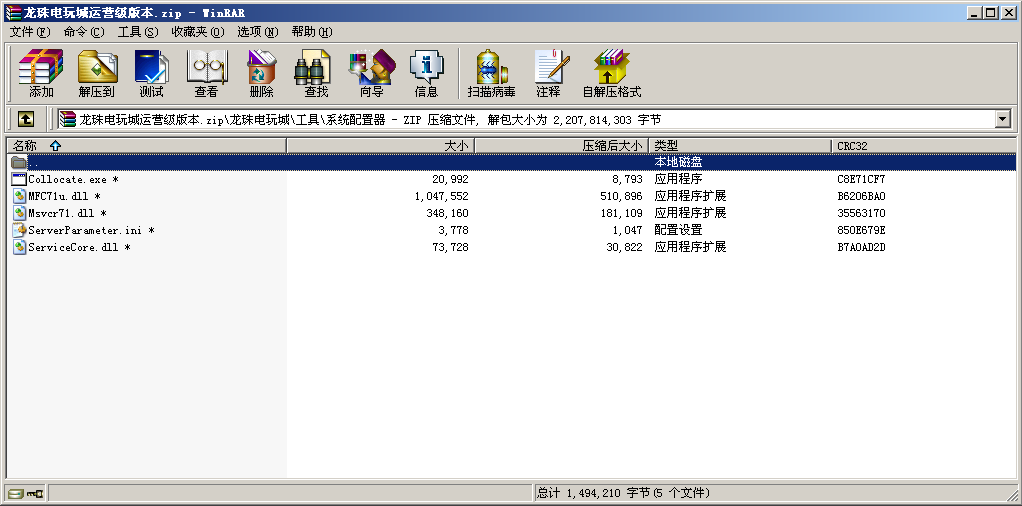 龙珠电玩城运营级版本.zip - WinRAR
文件(F) 命令(C) 工具(S) 收藏夹(O) 选项(N) 帮助(H)
添加 解压到 测试 查看 删除 查找 向导 信息 扫描病毒 注释 自解压格式
龙珠电玩城运营级版本.zip\龙珠电玩城\工具\系统配置器 - ZIP 压缩文件, 解包大小为 2,207,814,303 字节
名称 大小 压缩后大小 类型 CRC32
.. 本地磁盘
Collocate.exe * 20,992 8,793 应用程序 C8E71CF7
MFC71u.dll * 1,047,552 510,896 应用程序扩展 B6206BA0
Msvcr71.dll * 348,160 181,109 应用程序扩展 35563170
ServerParameter.ini * 3,778 1,047 配置设置 850E679E
ServiceCore.dll * 73,728 30,822 应用程序扩展 B7A0AD2D
总计 1,494,210 字节(5 个文件)